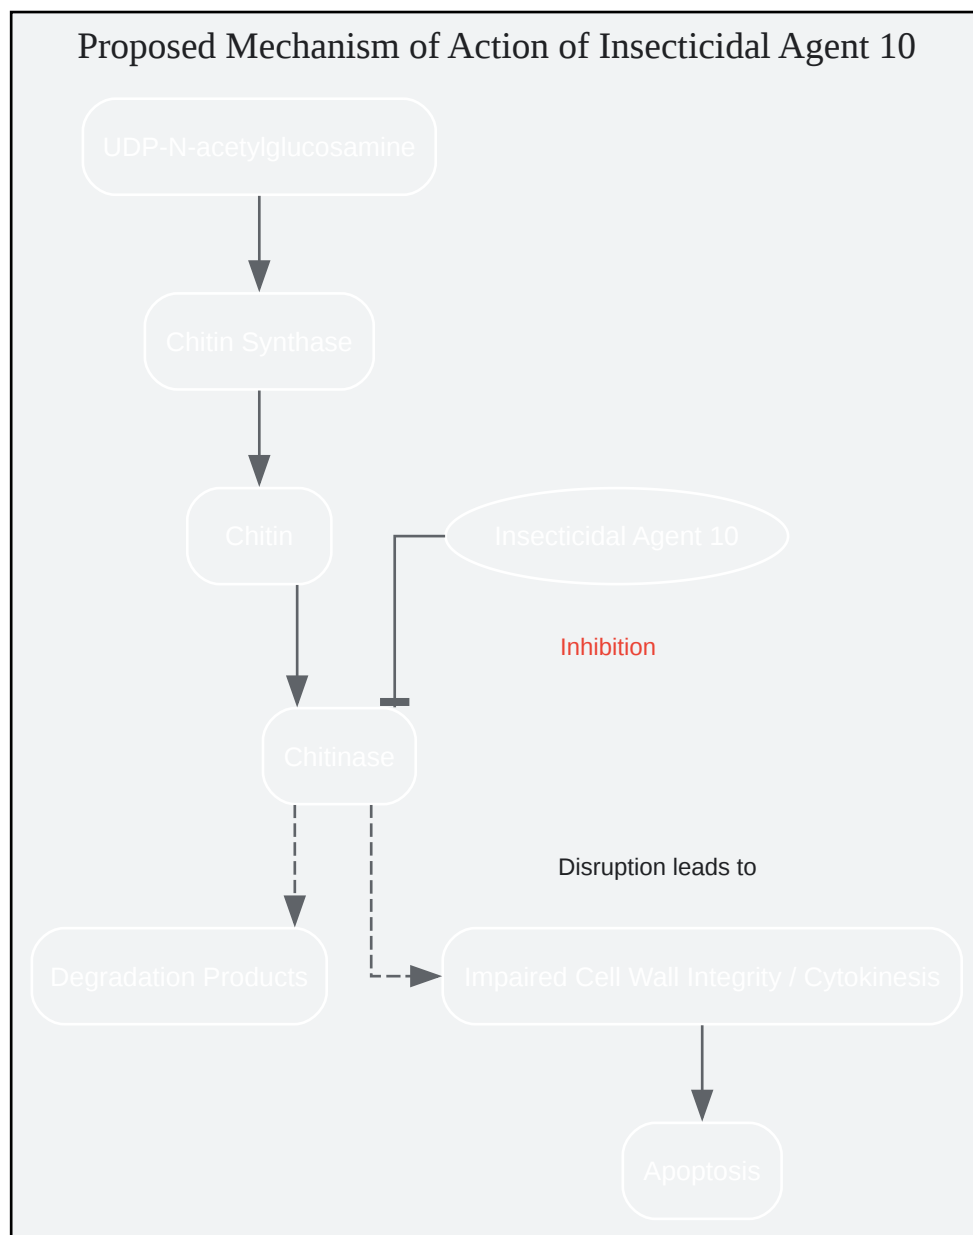 Proposed Mechanism of Action of Insecticidal Agent 10
UDP-N-acetylglucosamine
Chitin Synthase
Chitin
Insecticidal Agent 10
Inhibition
Chitinase
Disruption leads to
Degradation Products
Impaired Cell Wall Integrity / Cytokinesis
Apoptosis